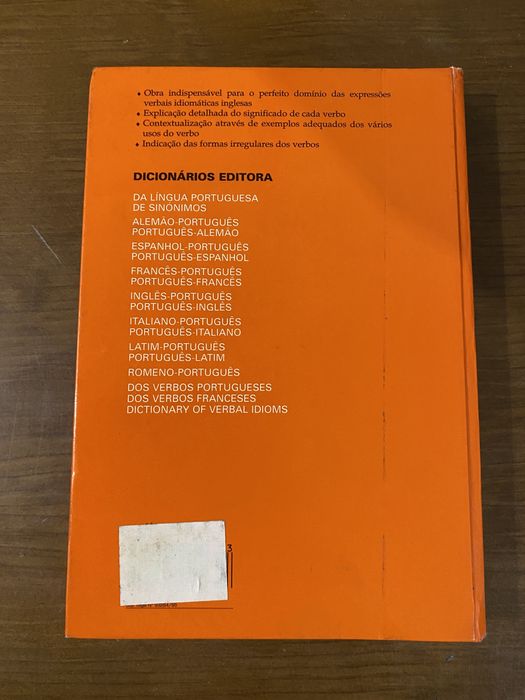 • Obra indispensável para o perfeito domínio das expressões
verbais idiomáticas inglesas
• Explicação detalhada do significado de cada verbo
• Contextualização através de exemplos adequados dos vários
usos do verbo
• Indicação das formas irregulares dos verbos
DICIONÁRIOS EDITORA
DA LÍNGUA PORTUGUESA
DE SINÓNIMOS
ALEMÃO-PORTUGUÊS
PORTUGUÊS-ALEMÃO
ESPANHOL-PORTUGUÊS
PORTUGUÊS-ESPANHOL
FRANCÊS-PORTUGUÊS
PORTUGUÊS-FRANCÊS
INGLÊS-PORTUGUÊS
PORTUGUÊS-INGLÊS
ITALIANO-PORTUGUÊS
PORTUGUÊS-ITALIANO
LATIM-PORTUGUÊS
PORTUGUÊS-LATIM
ROMENO-PORTUGUÊS
DOS VERBOS PORTUGUESES
DOS VERBOS FRANCESES
DICTIONARY OF VERBAL IDIOMS
3